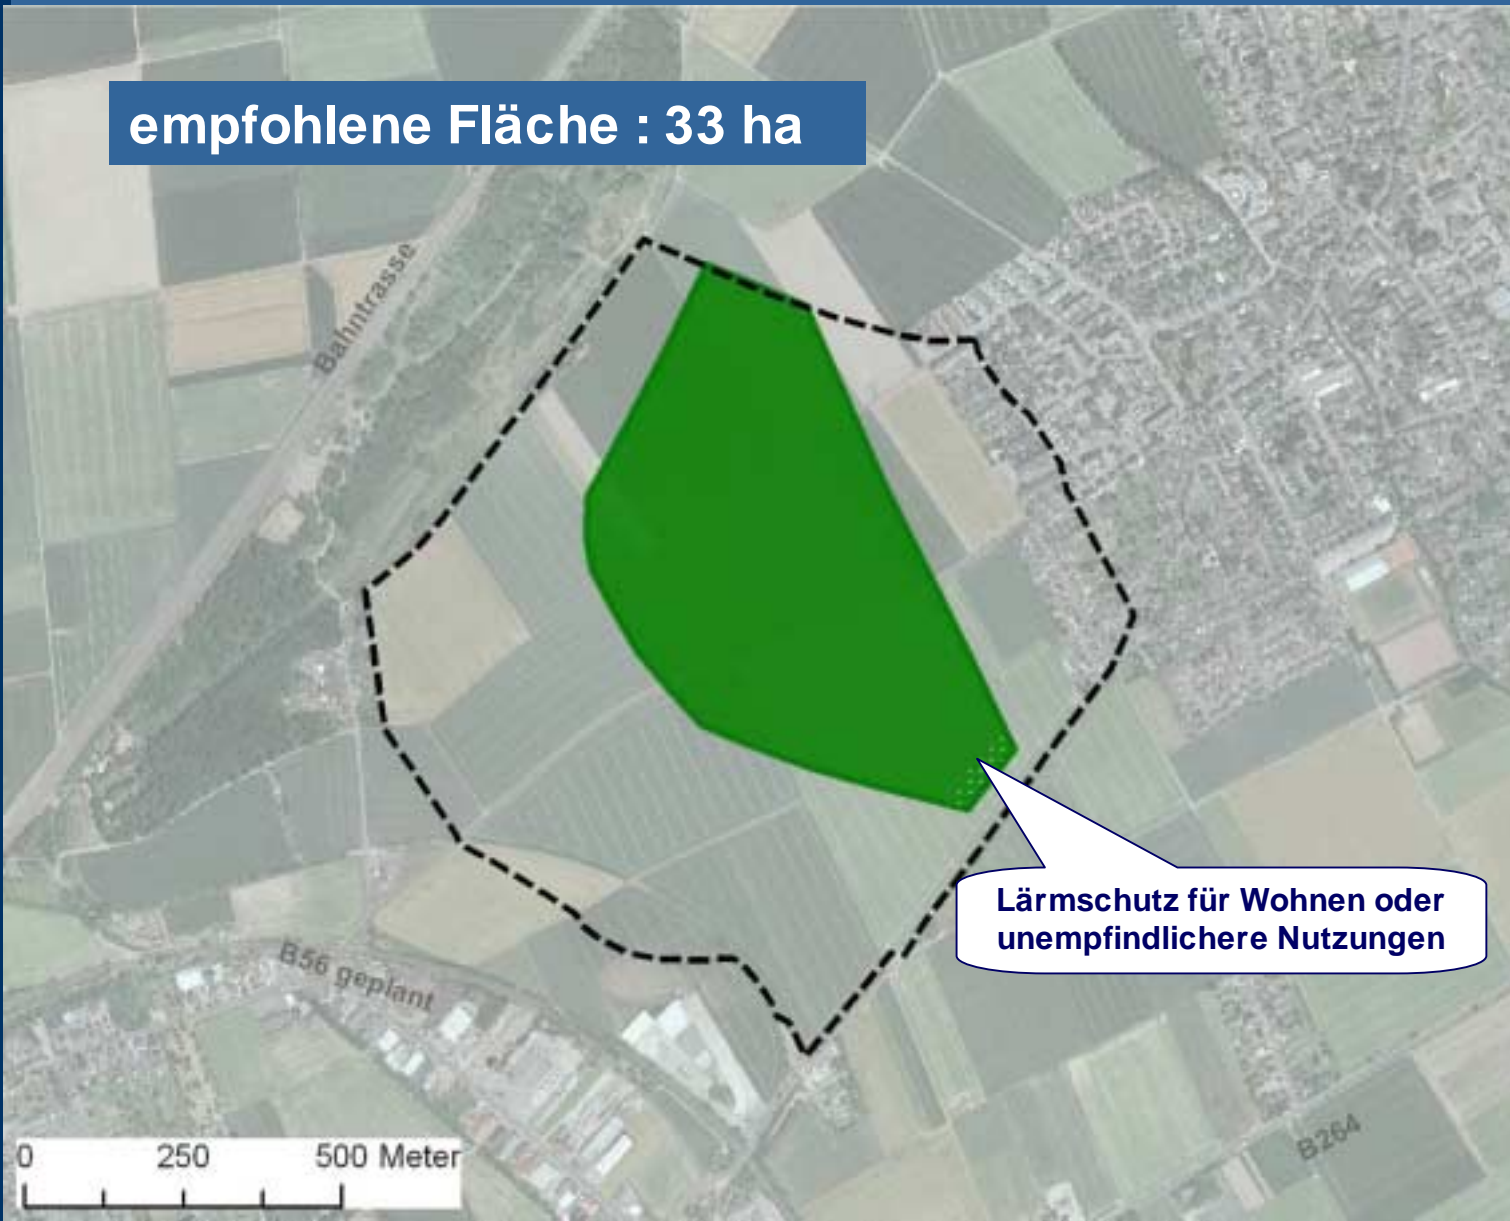 empfohlene Fläche : 33 ha
Bahntrasse
Lärmschutz für Wohnen oder
unempfindlichere Nutzungen
B56 geplant
B264
0 250 500 Meter